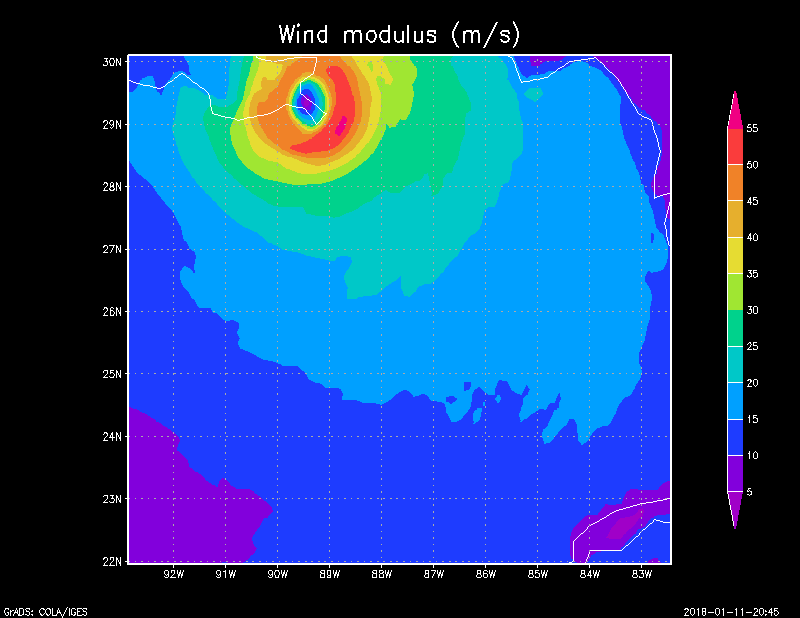 Wind modulus (m/s)
30N
29N
28N
27N
26N
25N
24N
23N
22N
92W 91W 90W 89W 88W 87W 86W 85W 84W 83W
55
50
45
40
35
30
25
20
15
10
5
GrADS: COLA/IGES
2018-01-11-20:45